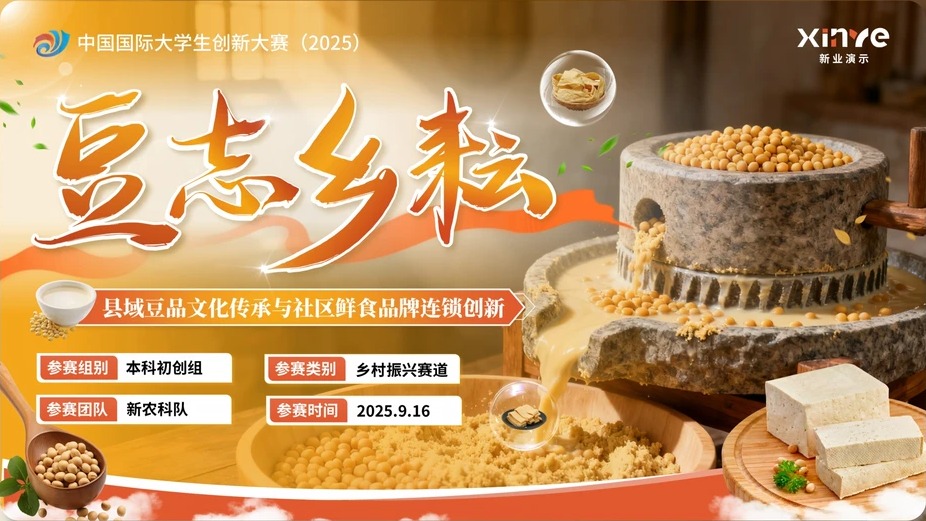 中国国际大学生创新大赛（2025）
xinye
新业演示
豆志乡耘
县域豆品文化传承与社区鲜食品牌连锁创新
参赛组别 本科初创组
参赛类别 乡村振兴赛道
参赛团队 新农科队
参赛时间 2025.9.16